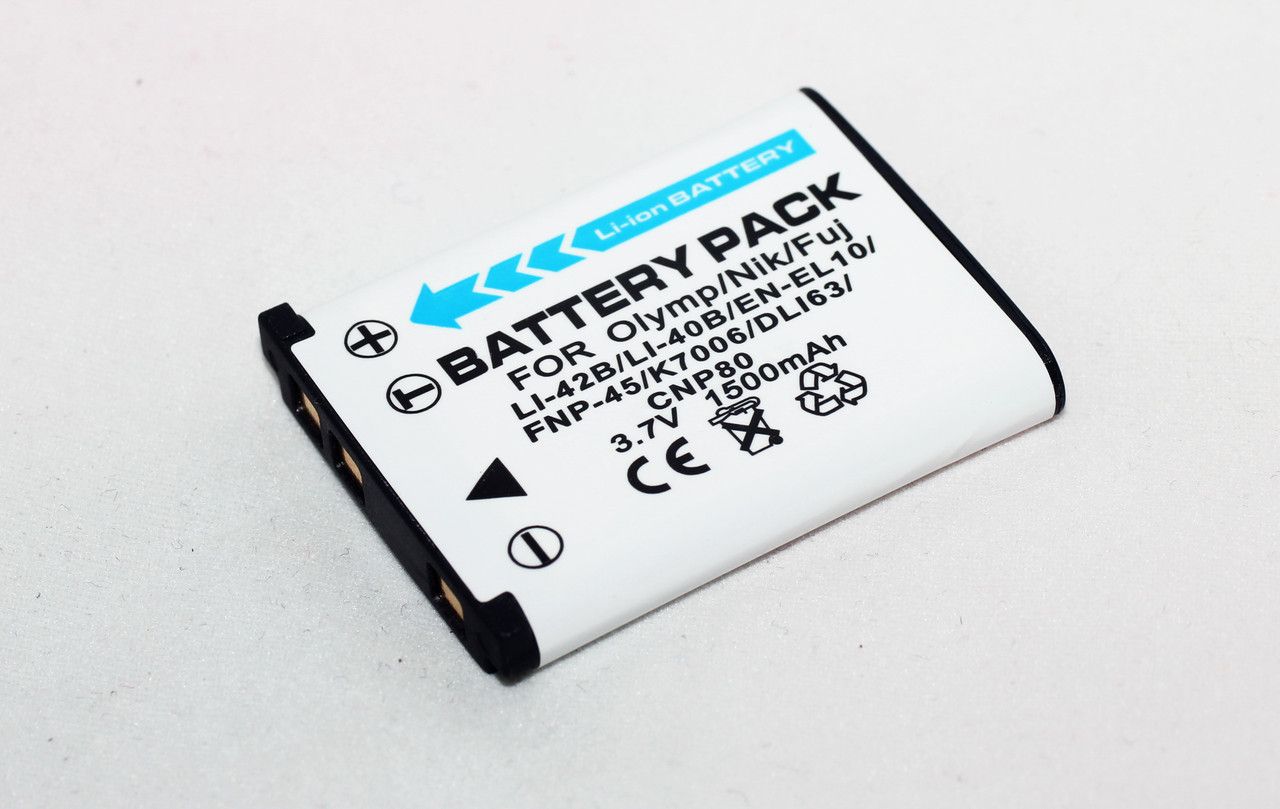 Li-ion BATTERY
BATTERY PACK
FOR Olymp/Nik/Fuj
LI-42B/LI-40B/EN-EL10/
FNP-45/K7006/DLI63/
CNP80
3.7V 1500mAh
CE
+
T
-